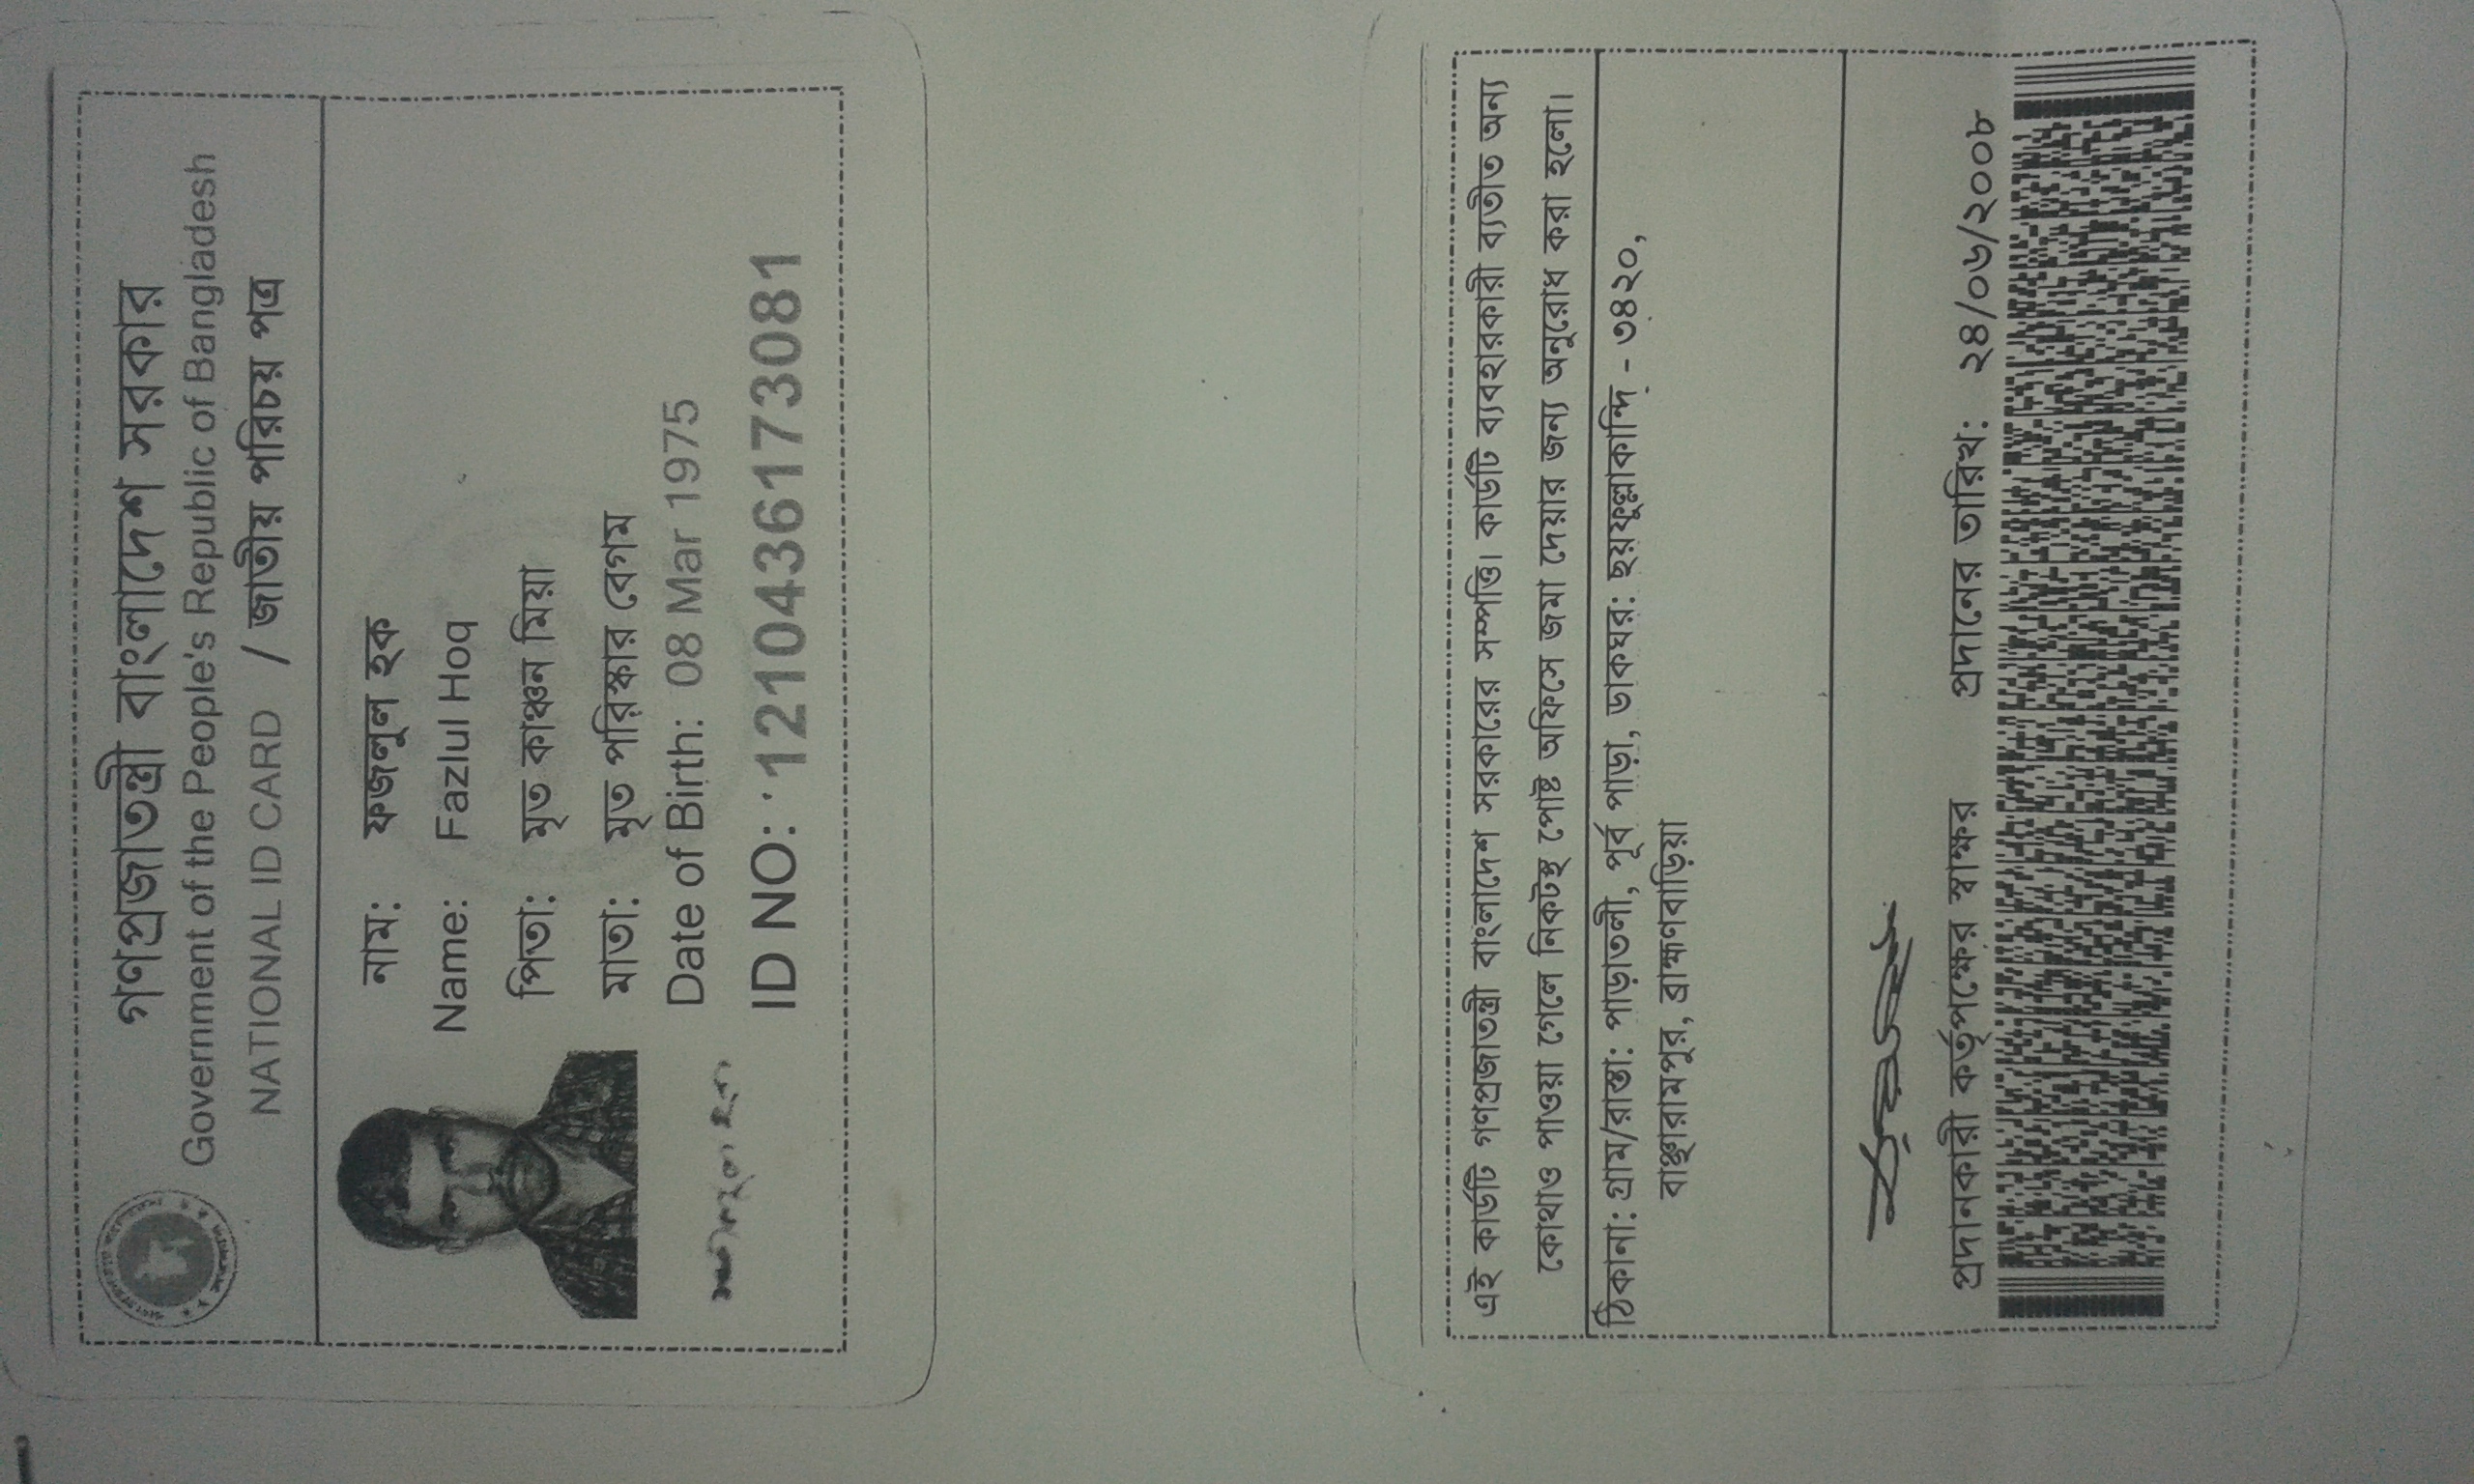 গণপ্রজাতন্ত্রী বাংলাদেশ সরকার
Government of the People's Republic of Bangladesh
NATIONAL ID CARD / জাতীয় পরিচয় পত্র
নাম: ফজলুল হক
Name: Fazlul Hoq
পিতা: মৃত কাঞ্চন মিয়া
মাতা: মৃত পরিস্কার বেগম
Date of Birth: 08 Mar 1975
ID NO: 1210436173081
এই কার্ডটি গণপ্রজাতন্ত্রী বাংলাদেশ সরকারের সম্পত্তি। কার্ডটি ব্যবহারকারী ব্যতীত অন্য
কোথাও পাওয়া গেলে নিকটস্থ পোষ্ট অফিসে জমা দেয়ার জন্য অনুরোধ করা হলো।
ঠিকানা: গ্রাম/রাস্তা: পাড়াতলী, পূর্ব পাড়া, ডাকঘর: ছয়ফুল্লাকান্দি - ৩৪২০,
বাঞ্ছারামপুর, ব্রাহ্মণবাড়িয়া
প্রদানকারী কর্তৃপক্ষের স্বাক্ষর প্রদানের তারিখ: ২৪/০৬/২০০৮